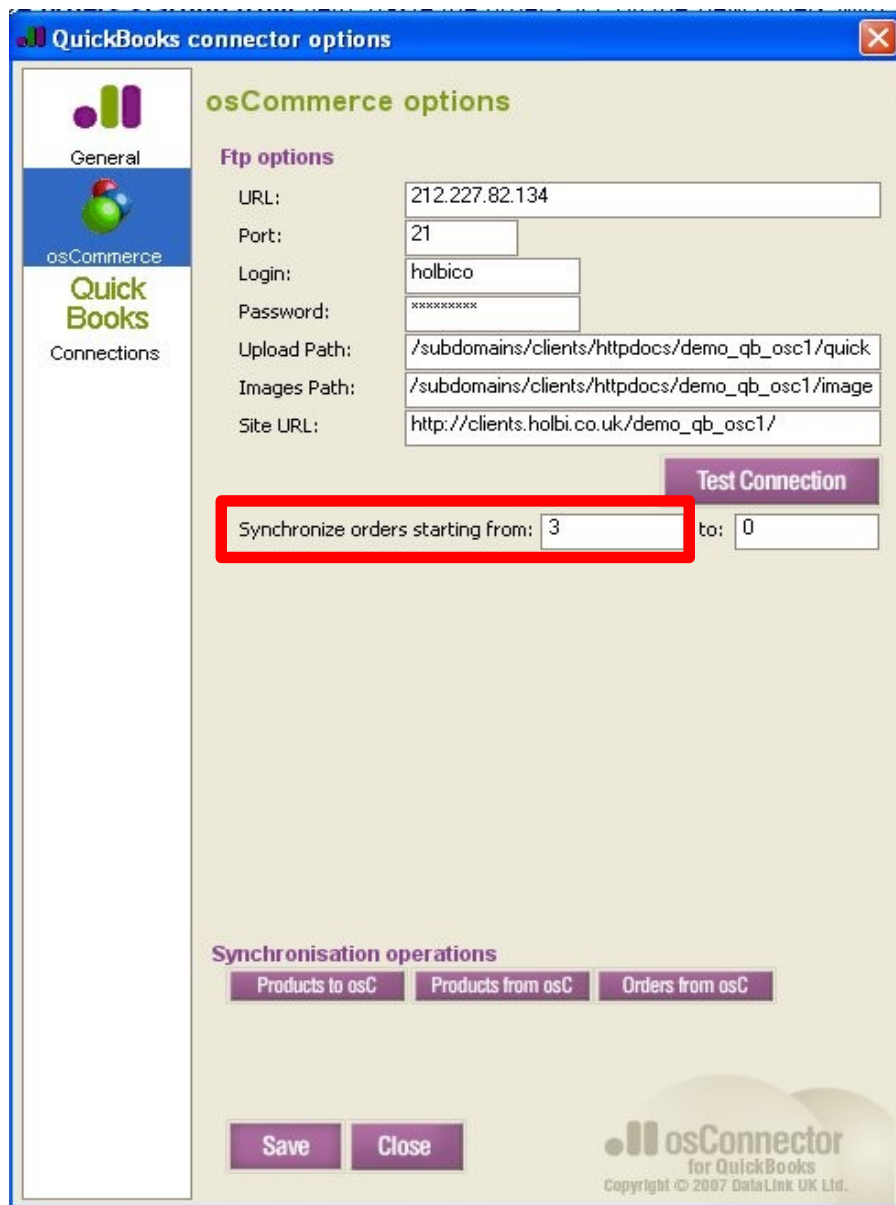 QuickBooks connector options
osCommerce options
General
Ftp options
URL: 212.227.82.134
Port: 21
osCommerce
Login: holbico
Quick
Books
Password: *********
Connections
Upload Path: /subdomains/clients/httpdocs/demo_qb_osc1/quick
Images Path: /subdomains/clients/httpdocs/demo_qb_osc1/image
Site URL: http://clients.holbi.co.uk/demo_qb_osc1/
Test Connection
Synchronize orders starting from: 3 to: 0
Synchronisation operations
Products to osC Products from osC Orders from osC
Save Close
osConnector
for QuickBooks
Copyright © 2007 DataLink UK Ltd.